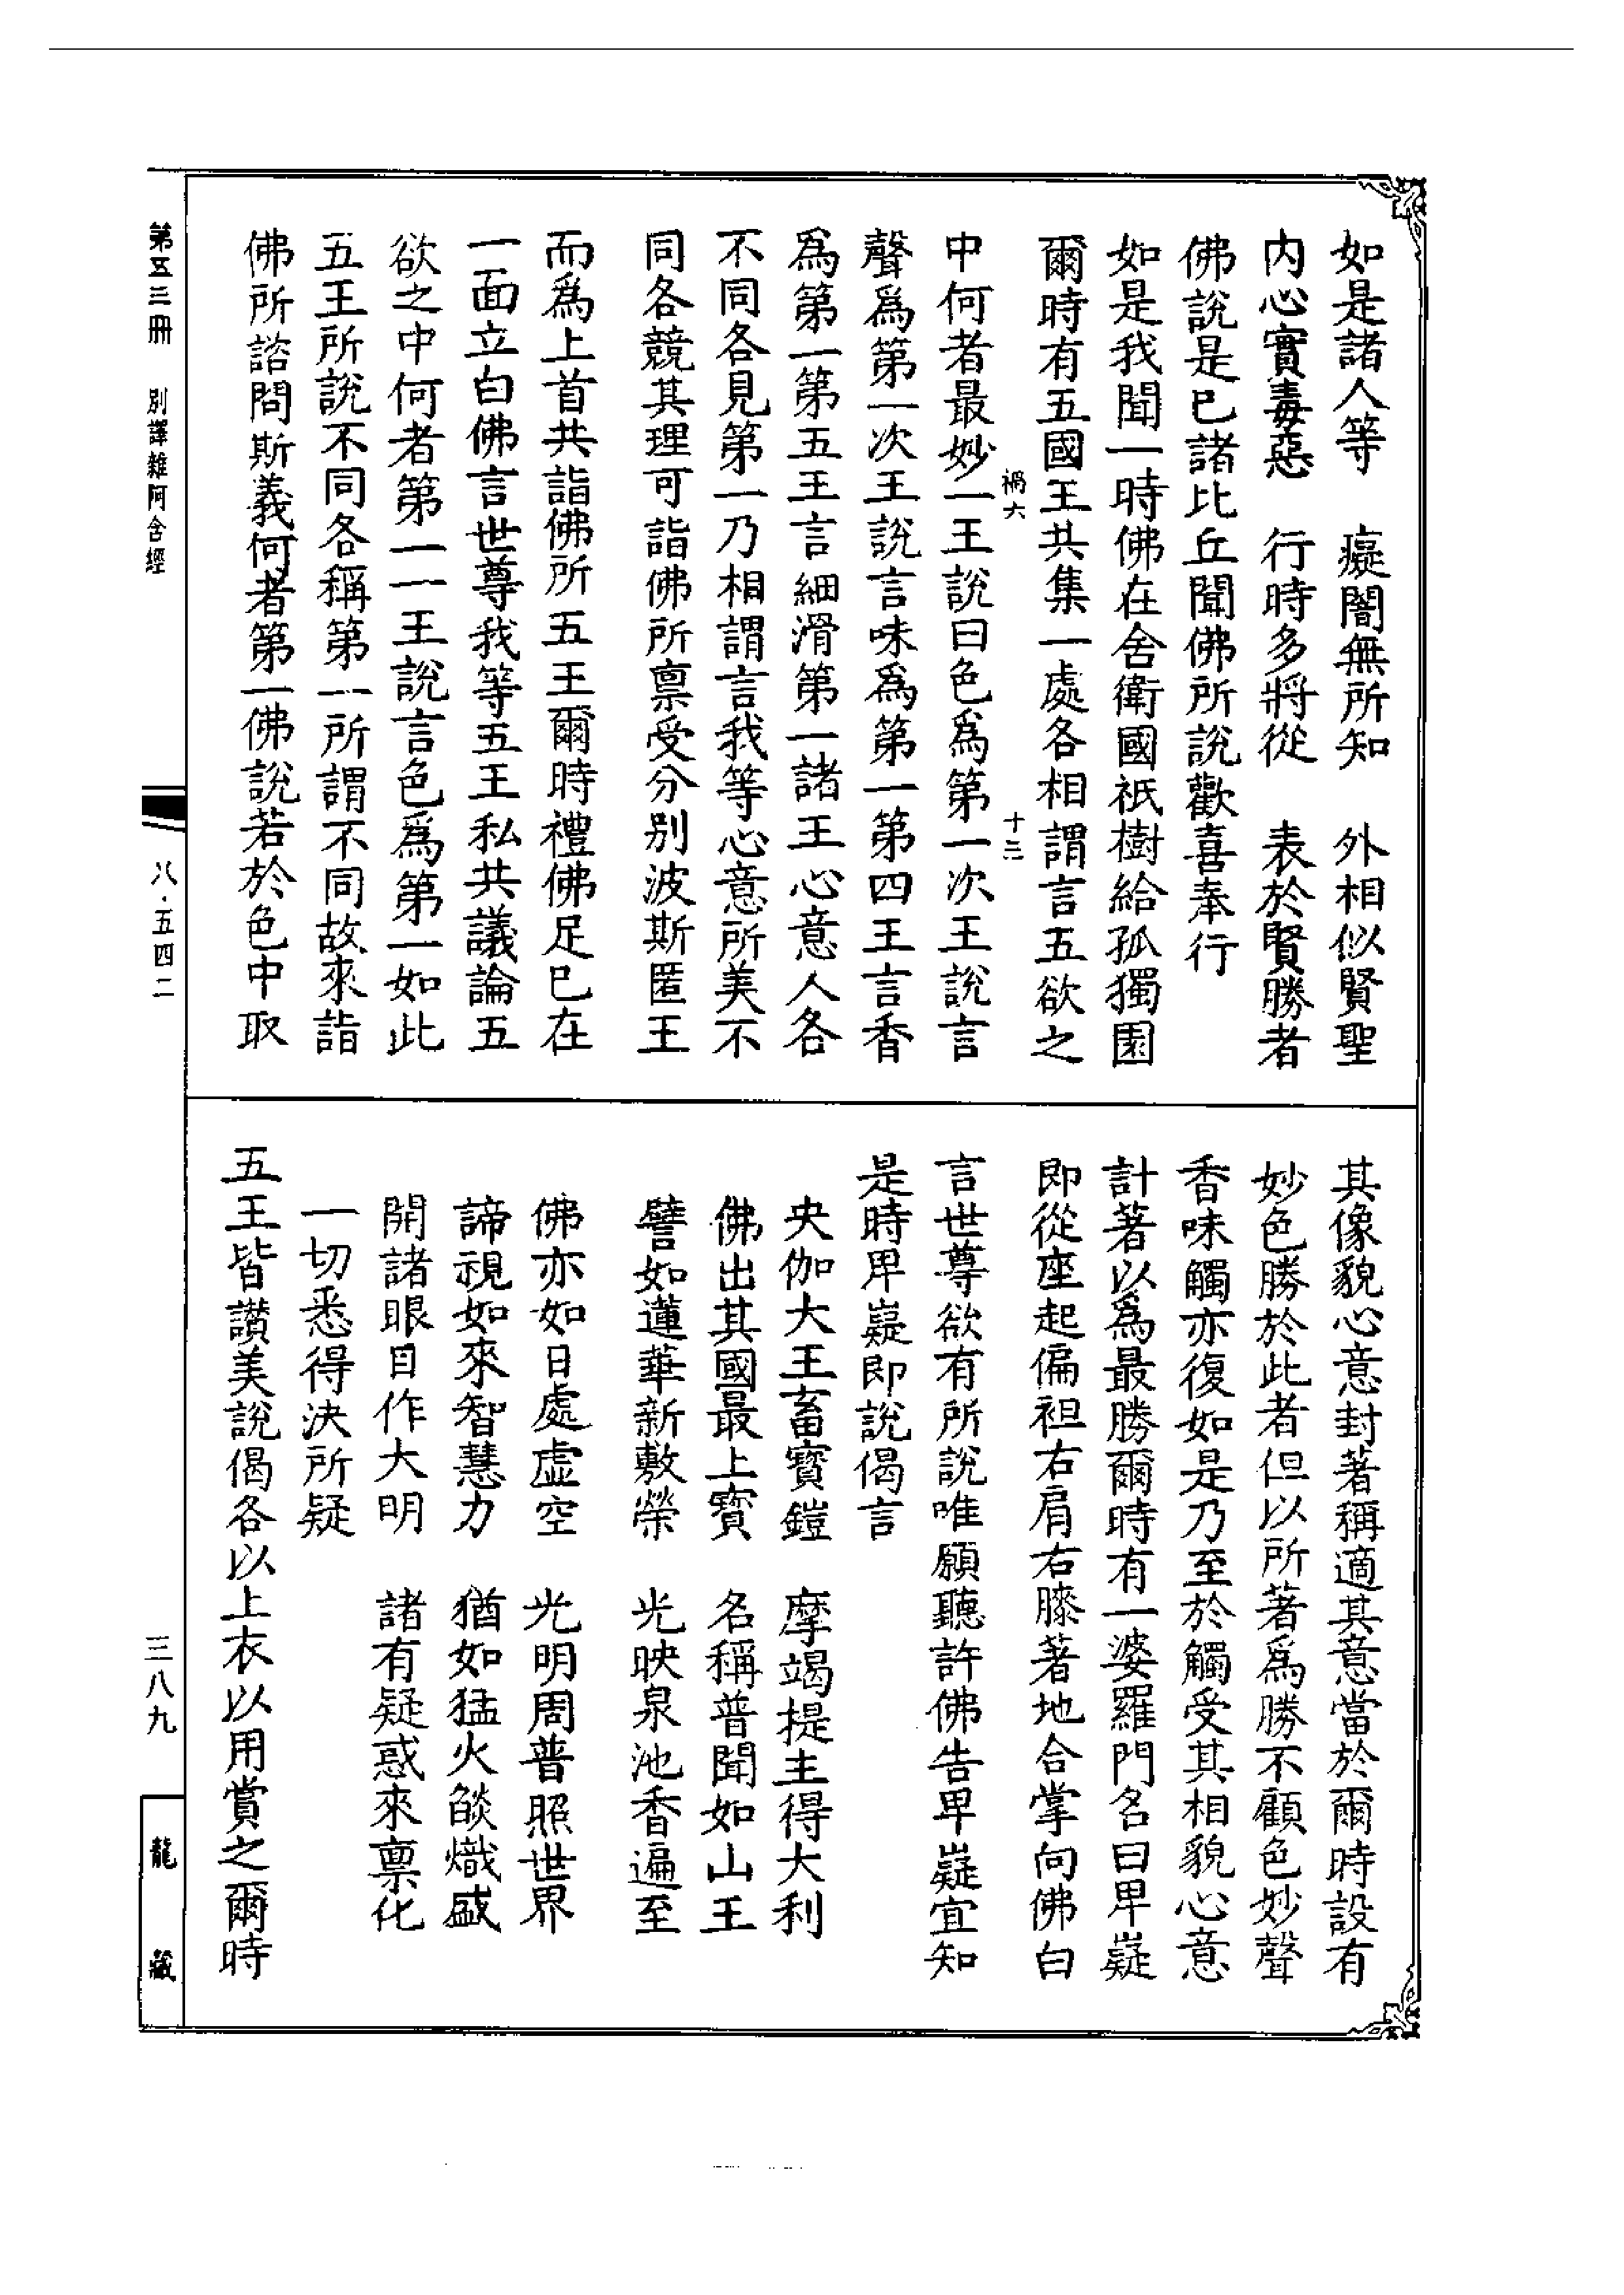 如是諸人等　癡闇無所知　外相似賢聖
内心實毒惡　行時多將從　表於賢勝者
佛說是已諸比丘聞佛所說歡喜奉行
如是我聞一時佛在舍衛國祇樹給孤獨園
爾時有五國王共集一處各相謂言五欲之
禍六　十三
中何者最妙一王說曰色爲第一次王說言
聲爲第一次王說言味爲第一第四王言香
爲第一第五王言細滑第一諸王心意人各
不同各見第一乃相謂言我等心意所美不
同各競其理可詣佛所禀受分別波斯匿王
而爲上首共詣佛所五王爾時禮佛足已在
一面立白佛言世尊我等五王私共議論五
欲之中何者第一一王說言色爲第一如此
五王所說不同各稱第一所謂不同故來詣
佛所諮問斯義何者第一佛說若於色中取
其像貌心意封著稱適其意當於爾時設有
妙色勝於此者但以所著爲勝不顧色妙聲
香味觸亦復如是乃至於觸受其相貌心意
計著以爲最勝爾時有一婆羅門名曰卑嶷
即從座起偏袒右肩右膝著地合掌向佛白
言世尊欲有所說唯願聽許佛告卑嶷宜知
是時卑嶷即說偈言
央伽大王畜寶鎧　摩竭提主得大利
佛出其國最上寶　名稱普聞如山王
譬如蓮華新敷榮　光映泉池香遍至
佛亦如日處虛空　光明周普照世界
諦視如來智慧力　猶如猛火燄熾盛
開諸眼目作大明　諸有疑惑來禀化
一切悉得決所疑
五王皆讃美說偈各以上衣以用賞之爾時
第五三冊　別譯雜阿含經
八·五四二
三八九
龍藏